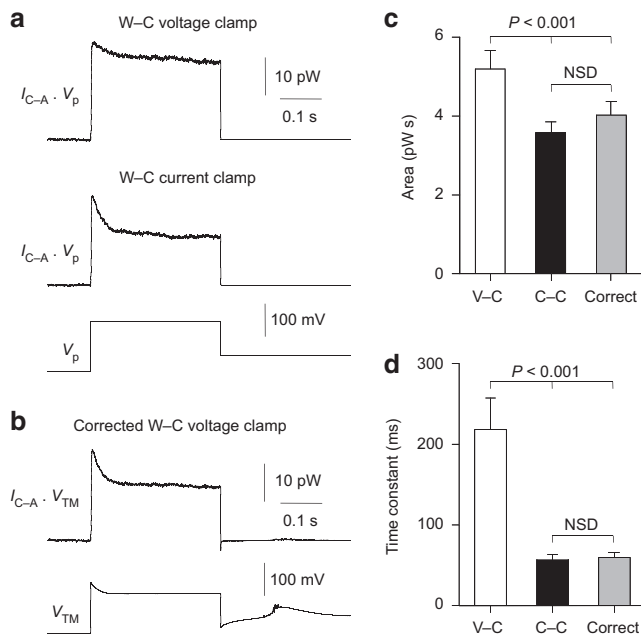 a
W–C voltage clamp
I_C–A . V_p
10 pW
0.1 s
W–C current clamp
I_C–A . V_p
100 mV
V_p
b
Corrected W–C voltage clamp
I_C–A . V_TM
10 pW
0.1 s
100 mV
V_TM
c
P < 0.001
NSD
Area (pW s)
6
4
2
0
V–C
C–C
Correct
d
P < 0.001
NSD
Time constant (ms)
300
200
100
0
V–C
C–C
Correct